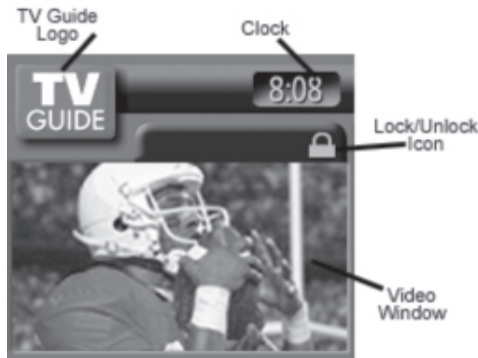 TV Guide
Logo
Clock
TV
GUIDE
8:08
Lock/Unlock
Icon
Video
Window